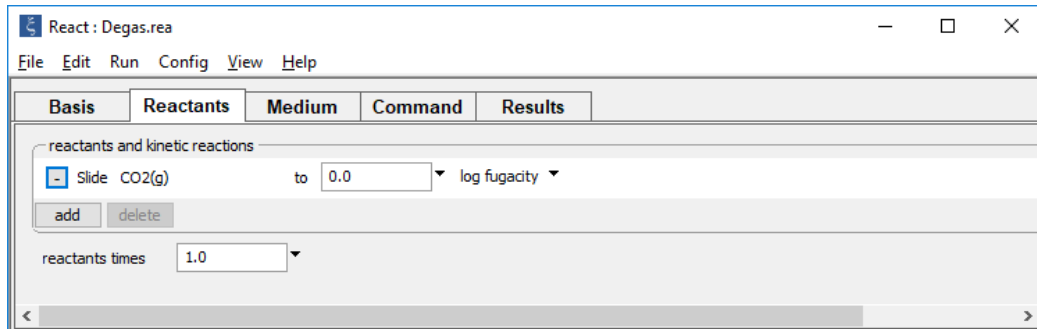 React : Degas.rea
File Edit Run Config View Help
Basis Reactants Medium Command Results
reactants and kinetic reactions
- Slide CO2(g) to 0.0 log fugacity
add delete
reactants times 1.0